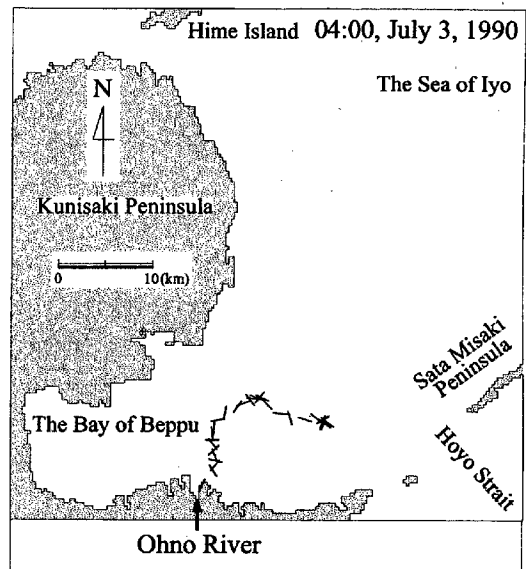 Hime Island 04:00, July 3, 1990
The Sea of Iyo
N
Kunisaki Peninsula
0 10(km)
Sata Misaki
Peninsula
The Bay of Beppu
Hoyo Strait
Ohno River